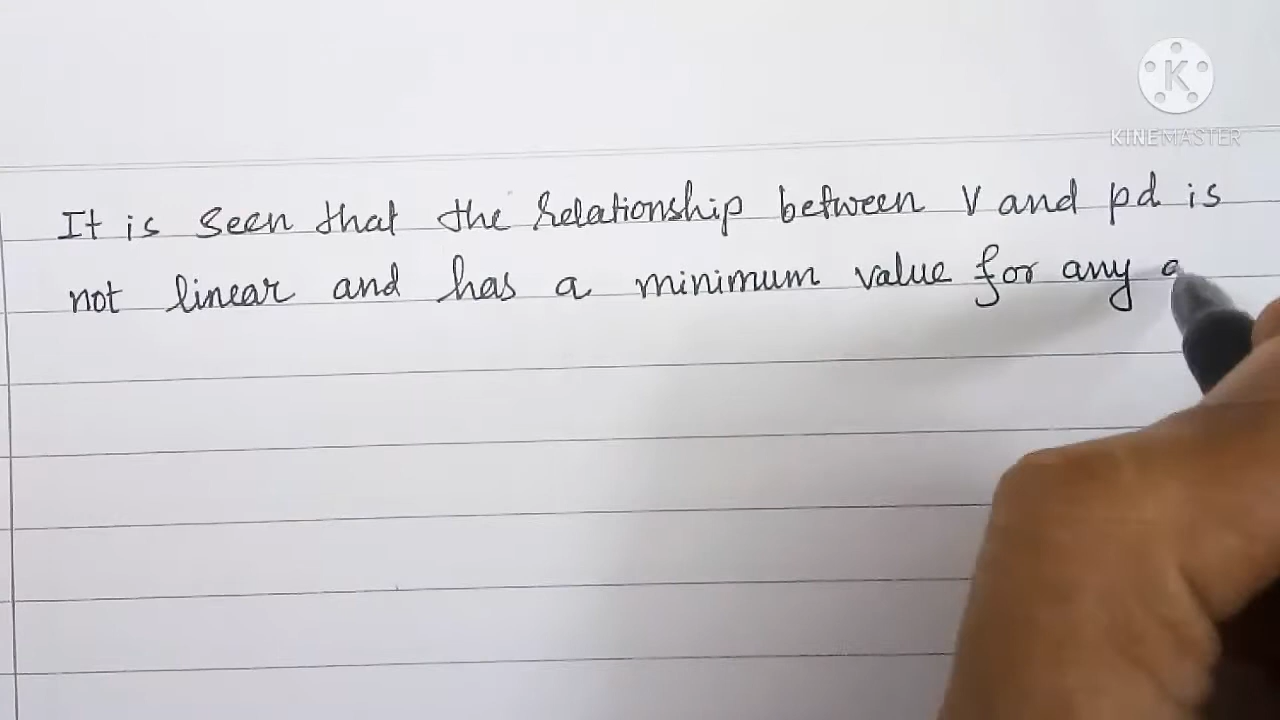 K
KINEMASTER
It is seen that the relationship between V and pd is
not linear and has a minimum value for any